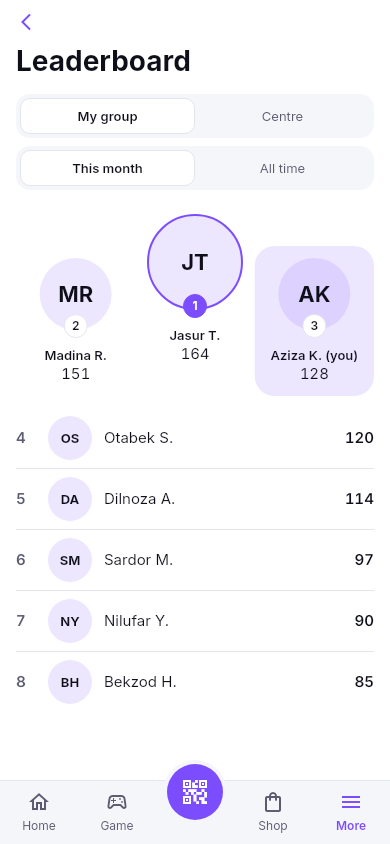 Leaderboard
My group
Centre
This month
All time
JT
1
Jasur T.
164
MR
2
Madina R.
151
AK
3
Aziza K. (you)
128
4 OS Otabek S. 120
5 DA Dilnoza A. 114
6 SM Sardor M. 97
7 NY Nilufar Y. 90
8 BH Bekzod H. 85
Home
Game
Shop
More